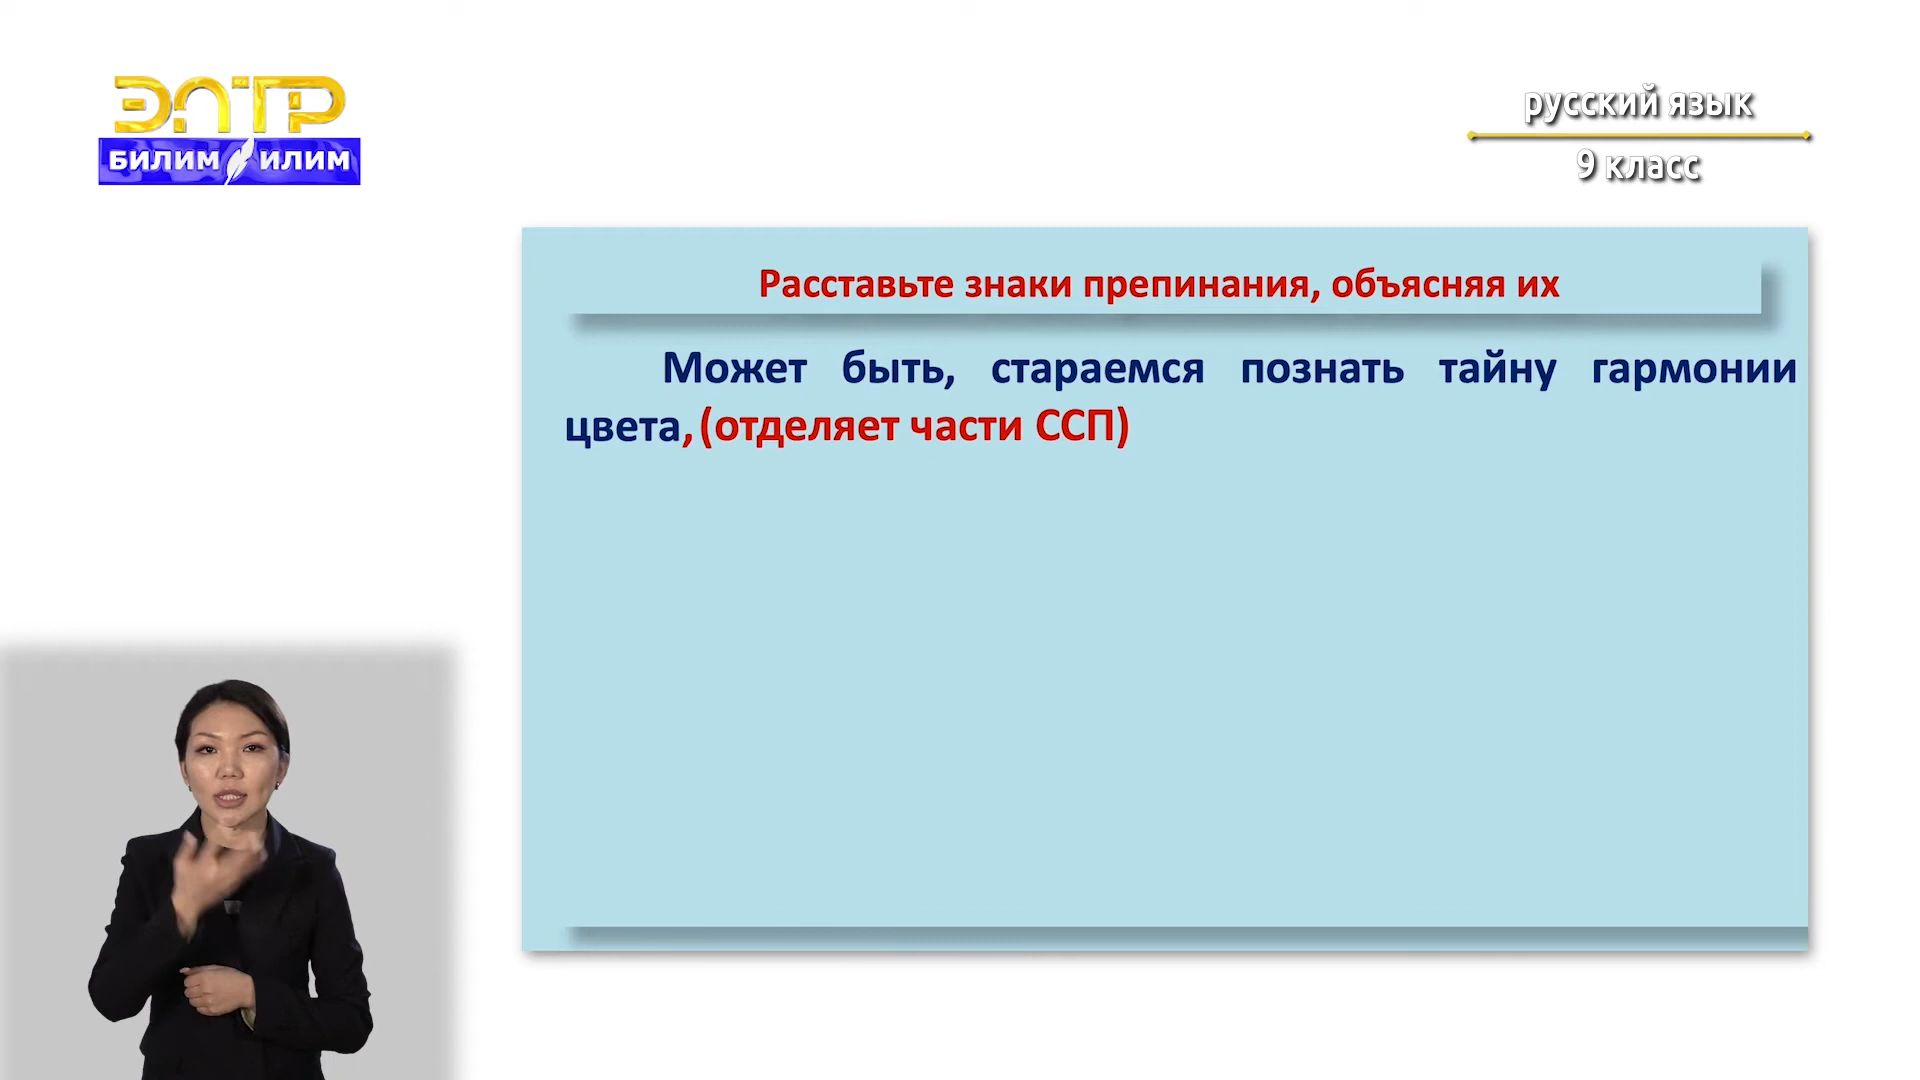 ЭЛТР
БИЛИМ ИЛИМ
русский язык
9 класс
Расставьте знаки препинания, объясняя их
Может быть, стараемся познать тайну гармонии
цвета, (отделяет части ССП)